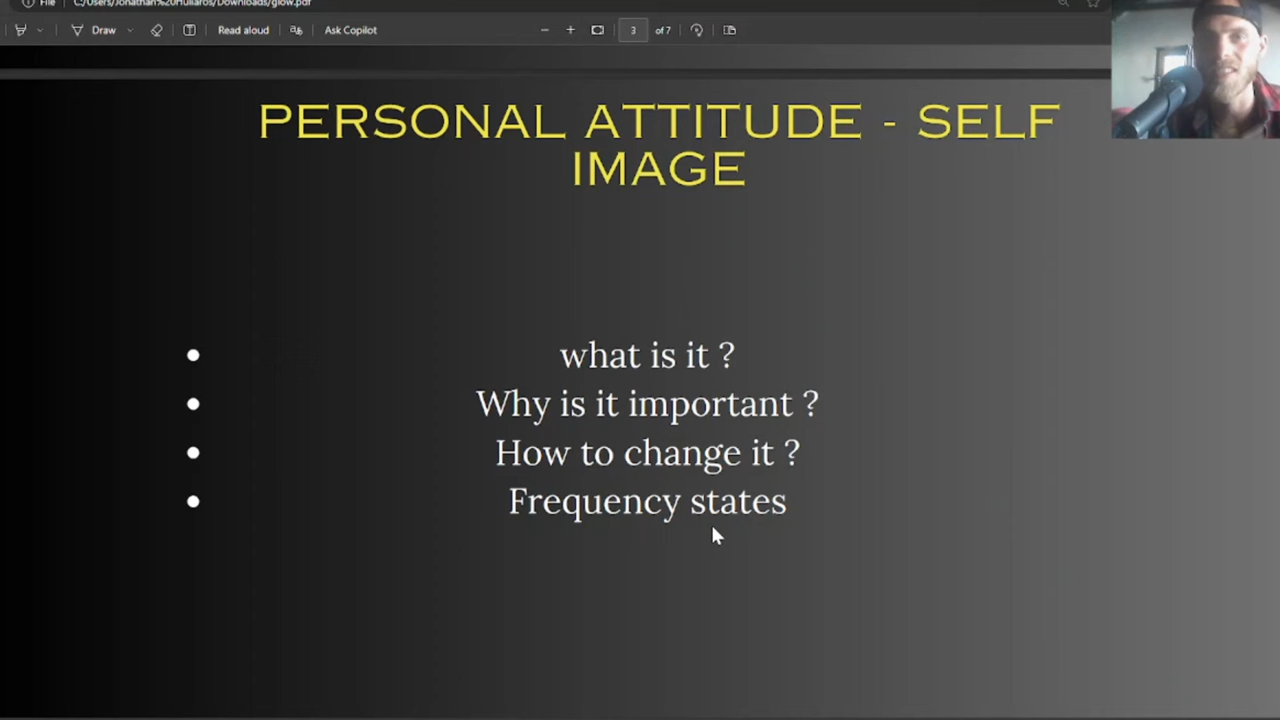 File
Draw
Read aloud
Ask Copilot
3 of 7
PERSONAL ATTITUDE - SELF
IMAGE
what is it ?
Why is it important ?
How to change it ?
Frequency states